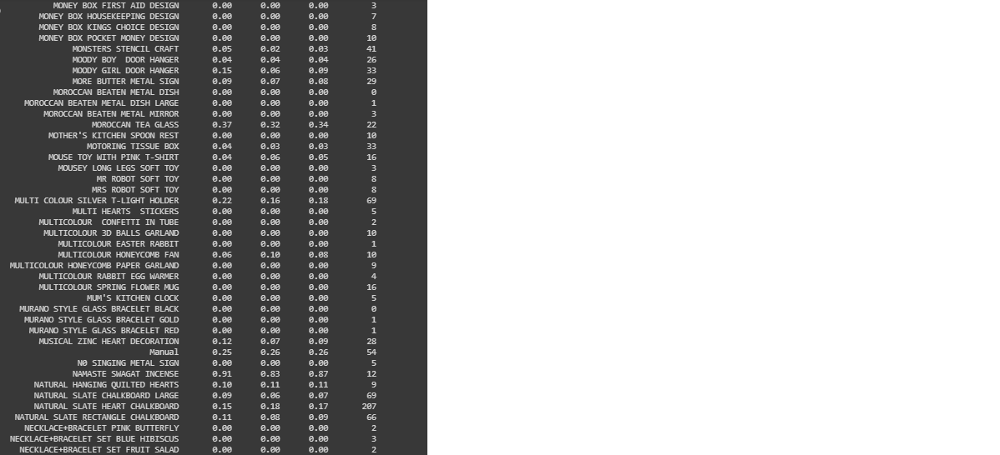 MONEY BOX FIRST AID DESIGN 0.00 0.00 0.00 3
MONEY BOX HOUSEKEEPING DESIGN 0.00 0.00 0.00 7
MONEY BOX KINGS CHOICE DESIGN 0.00 0.00 0.00 8
MONEY BOX POCKET MONEY DESIGN 0.00 0.00 0.00 10
MONSTERS STENCIL CRAFT 0.05 0.02 0.03 41
MOODY BOY  DOOR HANGER 0.04 0.04 0.04 26
MOODY GIRL DOOR HANGER 0.15 0.06 0.09 33
MORE BUTTER METAL SIGN 0.09 0.07 0.08 29
MOROCCAN BEATEN METAL DISH 0.00 0.00 0.00 0
MOROCCAN BEATEN METAL DISH LARGE 0.00 0.00 0.00 1
MOROCCAN BEATEN METAL MIRROR 0.00 0.00 0.00 3
MOROCCAN TEA GLASS 0.37 0.32 0.34 22
MOTHER'S KITCHEN SPOON REST 0.00 0.00 0.00 10
MOTORING TISSUE BOX 0.04 0.03 0.03 33
MOUSE TOY WITH PINK T-SHIRT 0.04 0.06 0.05 16
MOUSEY LONG LEGS SOFT TOY 0.00 0.00 0.00 3
MR ROBOT SOFT TOY 0.00 0.00 0.00 8
MRS ROBOT SOFT TOY 0.00 0.00 0.00 8
MULTI COLOUR SILVER T-LIGHT HOLDER 0.22 0.16 0.18 69
MULTI HEARTS  STICKERS 0.00 0.00 0.00 5
MULTICOLOUR  CONFETTI IN TUBE 0.00 0.00 0.00 2
MULTICOLOUR 3D BALLS GARLAND 0.00 0.00 0.00 10
MULTICOLOUR EASTER RABBIT 0.00 0.00 0.00 1
MULTICOLOUR HONEYCOMB FAN 0.06 0.10 0.08 10
MULTICOLOUR HONEYCOMB PAPER GARLAND 0.00 0.00 0.00 9
MULTICOLOUR RABBIT EGG WARMER 0.00 0.00 0.00 4
MULTICOLOUR SPRING FLOWER MUG 0.00 0.00 0.00 16
MUM'S KITCHEN CLOCK 0.00 0.00 0.00 5
MURANO STYLE GLASS BRACELET BLACK 0.00 0.00 0.00 0
MURANO STYLE GLASS BRACELET GOLD 0.00 0.00 0.00 1
MURANO STYLE GLASS BRACELET RED 0.00 0.00 0.00 1
MUSICAL ZINC HEART DECORATION 0.12 0.07 0.09 28
Manual 0.25 0.26 0.26 54
N0 SINGING METAL SIGN 0.00 0.00 0.00 5
NAMASTE SWAGAT INCENSE 0.91 0.83 0.87 12
NATURAL HANGING QUILTED HEARTS 0.10 0.11 0.11 9
NATURAL SLATE CHALKBOARD LARGE 0.09 0.06 0.07 69
NATURAL SLATE HEART CHALKBOARD 0.15 0.18 0.17 207
NATURAL SLATE RECTANGLE CHALKBOARD 0.11 0.08 0.09 66
NECKLACE+BRACELET PINK BUTTERFLY 0.00 0.00 0.00 2
NECKLACE+BRACELET SET BLUE HIBISCUS 0.00 0.00 0.00 3
NECKLACE+BRACELET SET FRUIT SALAD 0.00 0.00 0.00 2